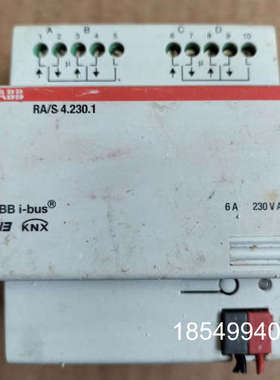 ABB
A B C D
1 2 3 4 5 6 7 8 9 10
RA/S 4.230.1
BB i-bus®
KNX
6 A 230 V A
18549940